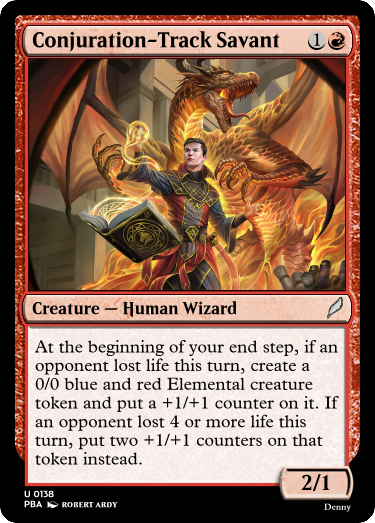 Conjuration-Track Savant 1
Creature — Human Wizard
At the beginning of your end step, if an
opponent lost life this turn, create a
0/0 blue and red Elemental creature
token and put a +1/+1 counter on it. If
an opponent lost 4 or more life this
turn, put two +1/+1 counters on that
token instead.
2/1
U 0138
PBA ROBERT ARDY
Denny